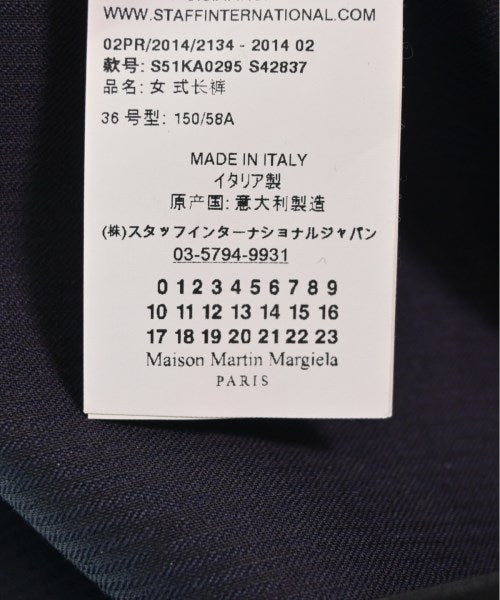 WWW.STAFFINTERNATIONAL.COM
02PR/2014/2134 - 2014 02
款号: S51KA0295 S42837
品名: 女 式长裤
36 号型: 150/58A
MADE IN ITALY
イタリア製
原产国: 意大利製造
(株)スタッフインターナショナルジャパン
03-5794-9931
0 1 2 3 4 5 6 7 8 9
10 11 12 13 14 15 16
17 18 19 20 21 22 23
Maison Martin Margiela
PARIS